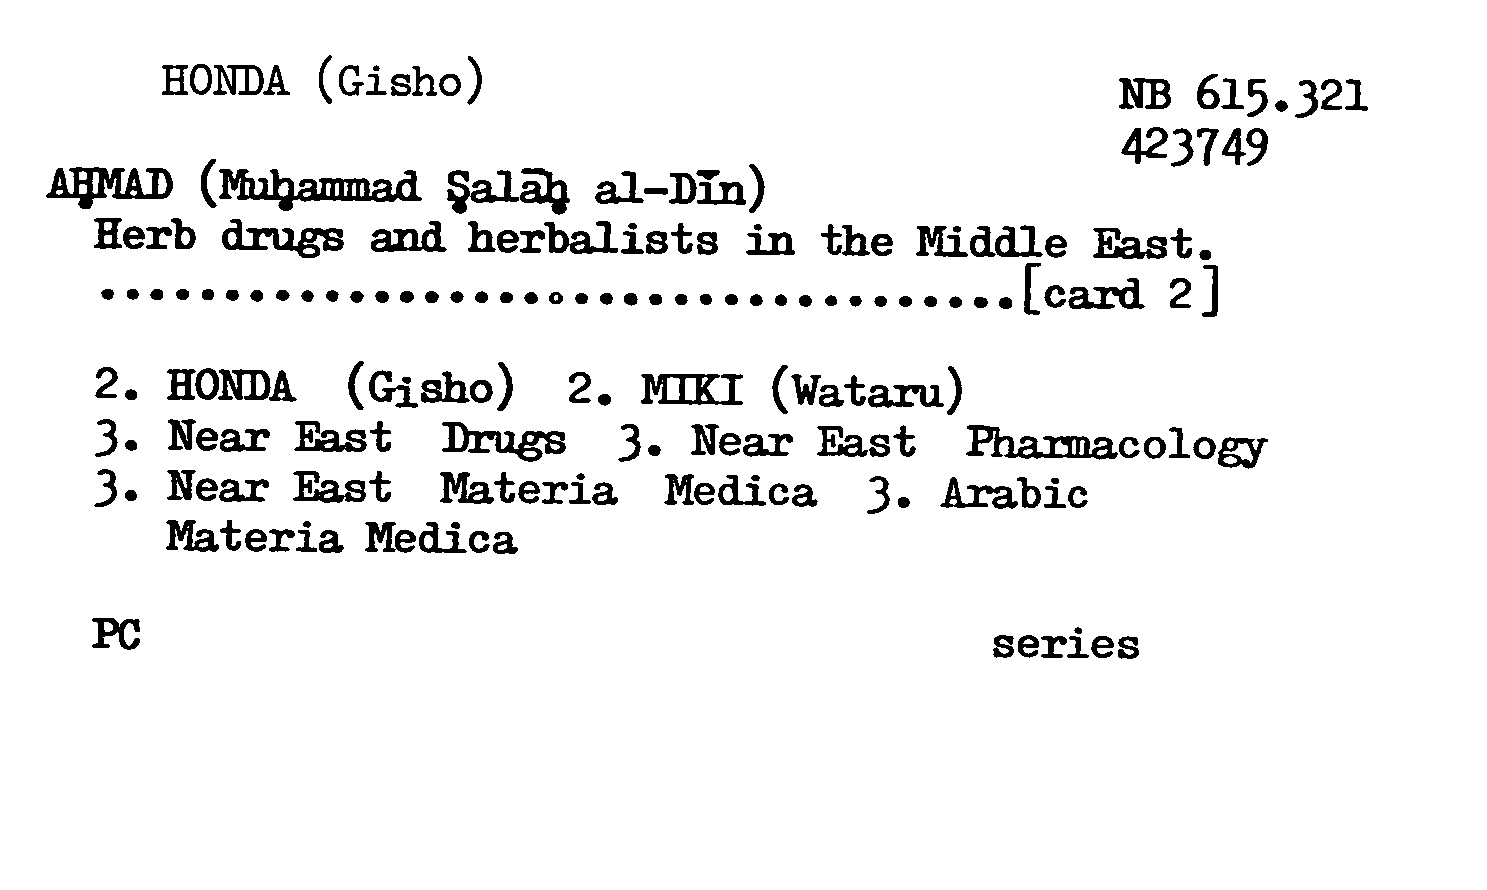 HONDA (Gisho)
NB 615.321
423749
AḤMAD (Muḥammad Ṣalāḥ al-Dīn)
Herb drugs and herbalists in the Middle East.
.....................................[card 2]
2. HONDA (Gisho) 2. MIKI (Wataru)
3. Near East Drugs 3. Near East Pharmacology
3. Near East Materia Medica 3. Arabic
Materia Medica
PC series